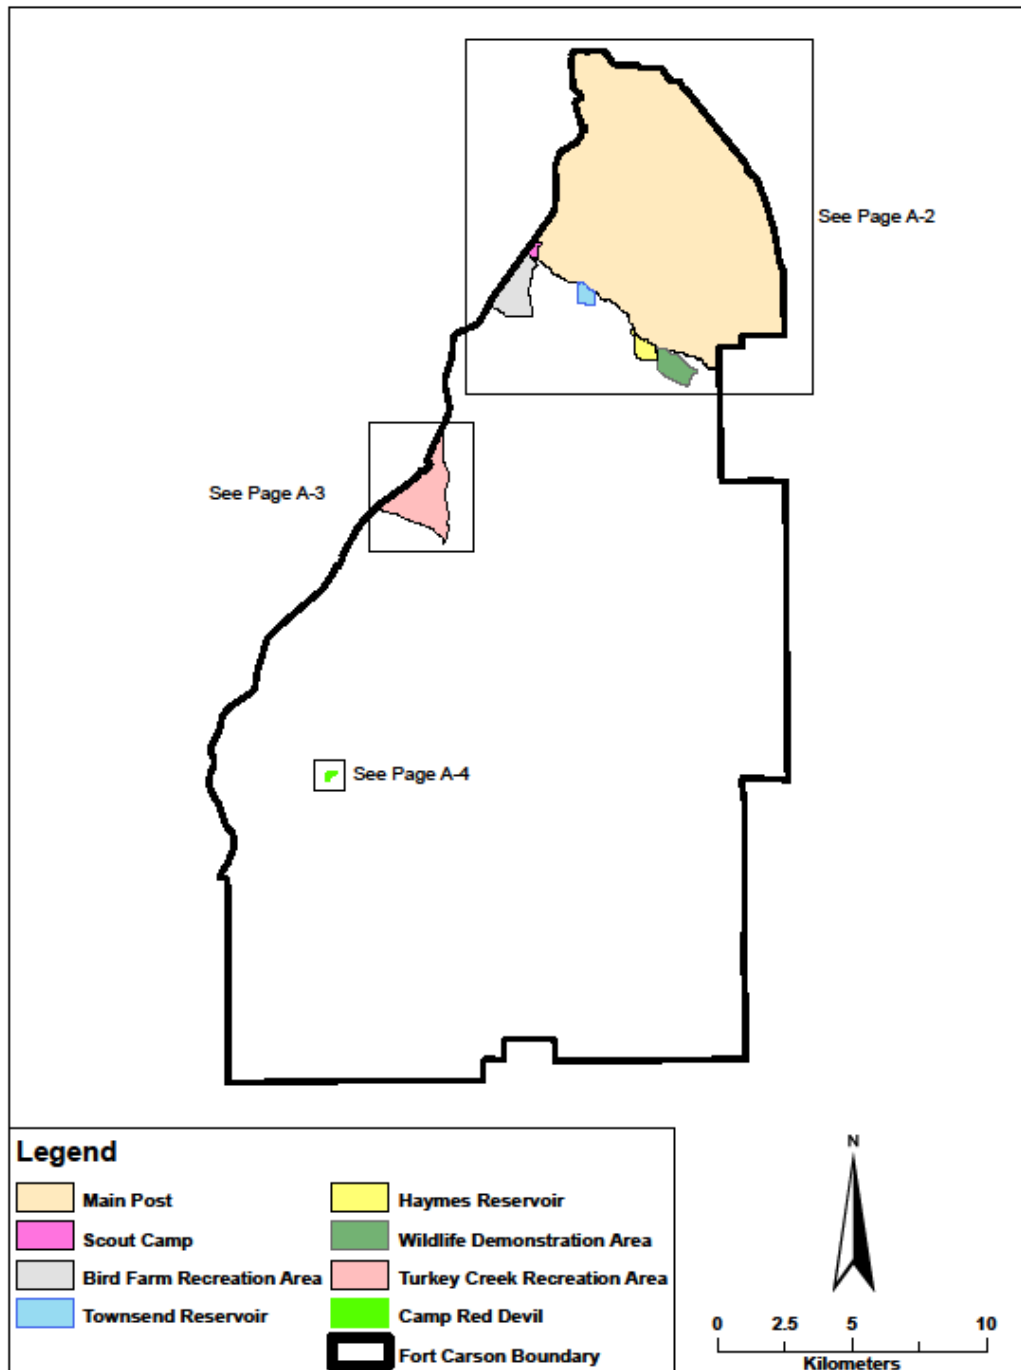 See Page A-2
See Page A-3
See Page A-4
Legend
Main Post
Scout Camp
Bird Farm Recreation Area
Townsend Reservoir
Haymes Reservoir
Wildlife Demonstration Area
Turkey Creek Recreation Area
Camp Red Devil
Fort Carson Boundary
N
0 2.5 5 10
Kilometers